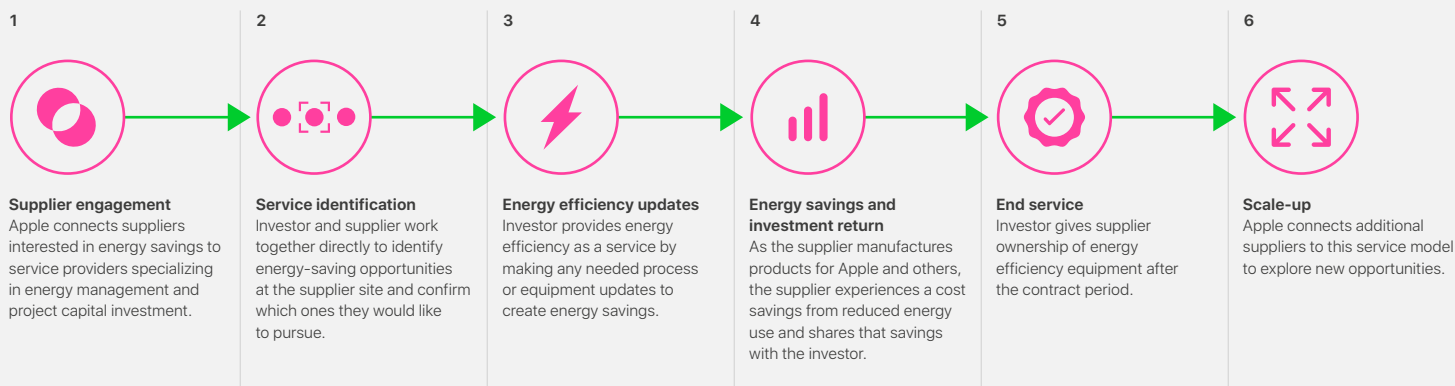 1
Supplier engagement
Apple connects suppliers
interested in energy savings to
service providers specializing
in energy management and
project capital investment.
2
Service identification
Investor and supplier work
together directly to identify
energy-saving opportunities
at the supplier site and confirm
which ones they would like
to pursue.
3
Energy efficiency updates
Investor provides energy
efficiency as a service by
making any needed process
or equipment updates to
create energy savings.
4
Energy savings and
investment return
As the supplier manufactures
products for Apple and others,
the supplier experiences a cost
savings from reduced energy
use and shares that savings
with the investor.
5
End service
Investor gives supplier
ownership of energy
efficiency equipment after
the contract period.
6
Scale-up
Apple connects additional
suppliers to this service model
to explore new opportunities.